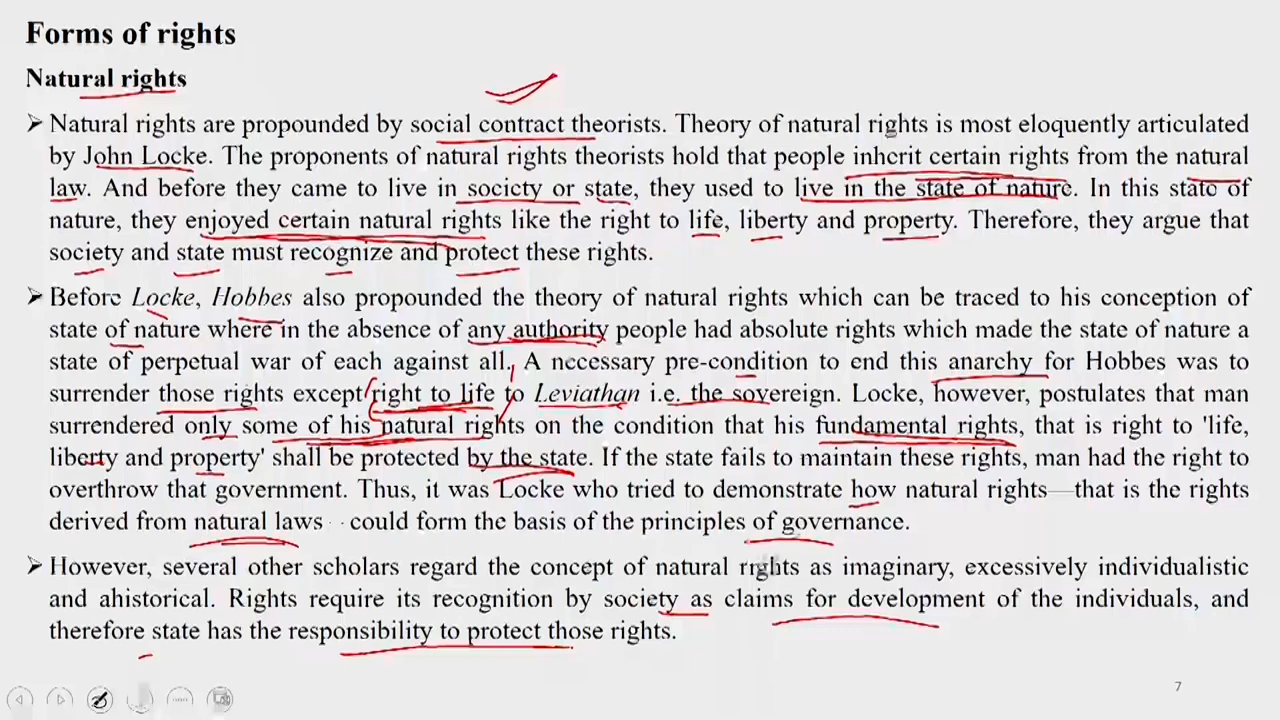 Forms of rights
Natural rights
➢ Natural rights are propounded by social contract theorists. Theory of natural rights is most eloquently articulated
by John Locke. The proponents of natural rights theorists hold that people inherit certain rights from the natural
law. And before they came to live in society or state, they used to live in the state of nature. In this state of
nature, they enjoyed certain natural rights like the right to life, liberty and property. Therefore, they argue that
society and state must recognize and protect these rights.
➢ Before Locke, Hobbes also propounded the theory of natural rights which can be traced to his conception of
state of nature where in the absence of any authority people had absolute rights which made the state of nature a
state of perpetual war of each against all. A necessary pre-condition to end this anarchy for Hobbes was to
surrender those rights except right to life to Leviathan i.e. the sovereign. Locke, however, postulates that man
surrendered only some of his natural rights on the condition that his fundamental rights, that is right to 'life,
liberty and property' shall be protected by the state. If the state fails to maintain these rights, man had the right to
overthrow that government. Thus, it was Locke who tried to demonstrate how natural rights—that is the rights
derived from natural laws—could form the basis of the principles of governance.
➢ However, several other scholars regard the concept of natural rights as imaginary, excessively individualistic
and ahistorical. Rights require its recognition by society as claims for development of the individuals, and
therefore state has the responsibility to protect those rights.
7